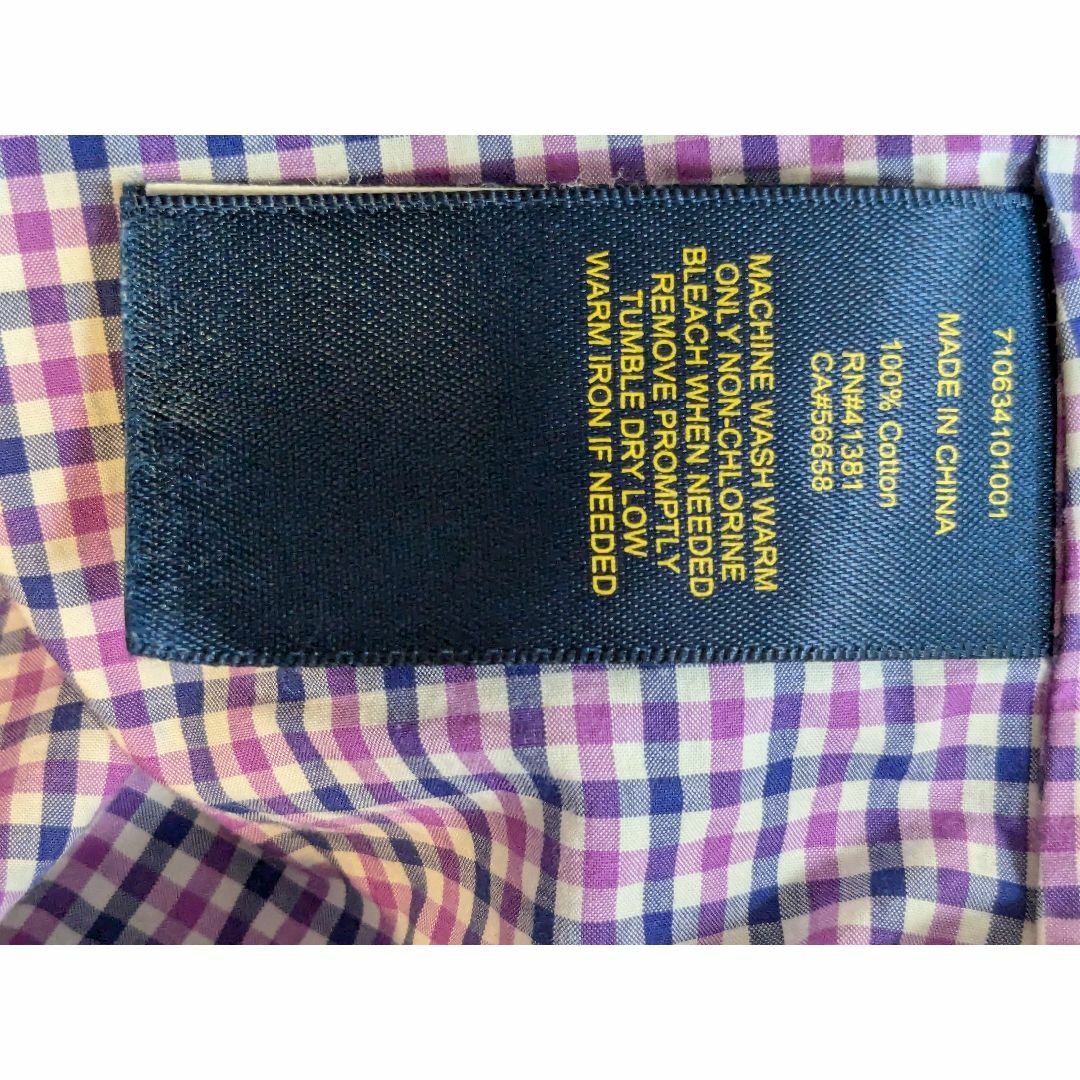 710634101001
MADE IN CHINA
100% Cotton
RN#41381
CA#56658
MACHINE WASH WARM
ONLY NON-CHLORINE
BLEACH WHEN NEEDED
REMOVE PROMPTLY
TUMBLE DRY LOW
WARM IRON IF NEEDED